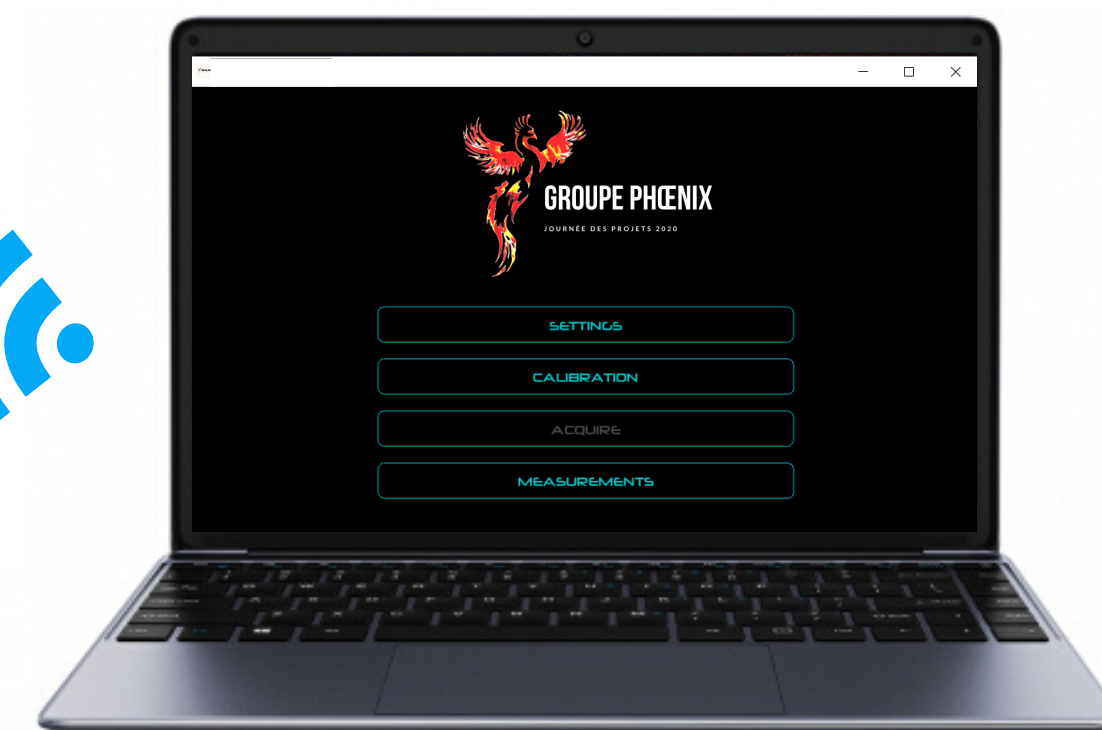 GROUPE PHŒNIX
JOURNÉE DES PROJETS 2020
SETTINGS
CALIBRATION
ACQUIRE
MEASUREMENTS